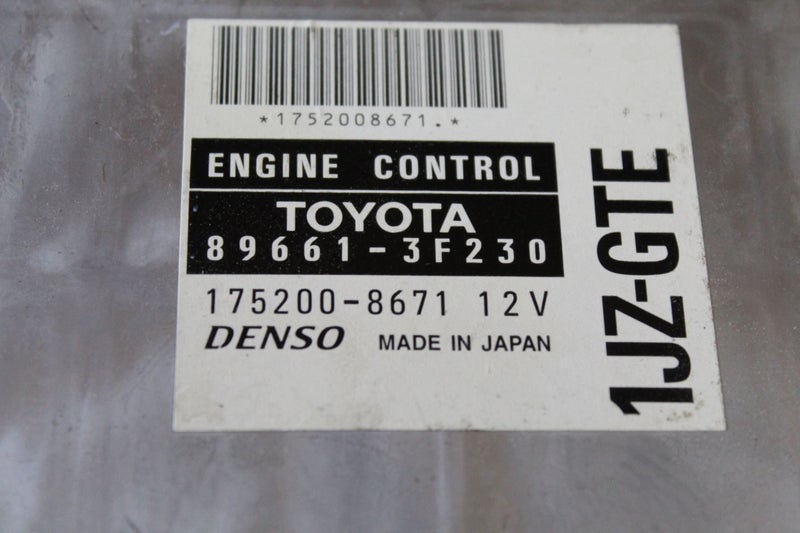 *1752008671.*
ENGINE CONTROL
TOYOTA
89661-3F230
175200-8671 12V
DENSO MADE IN JAPAN
1JZ-GTE